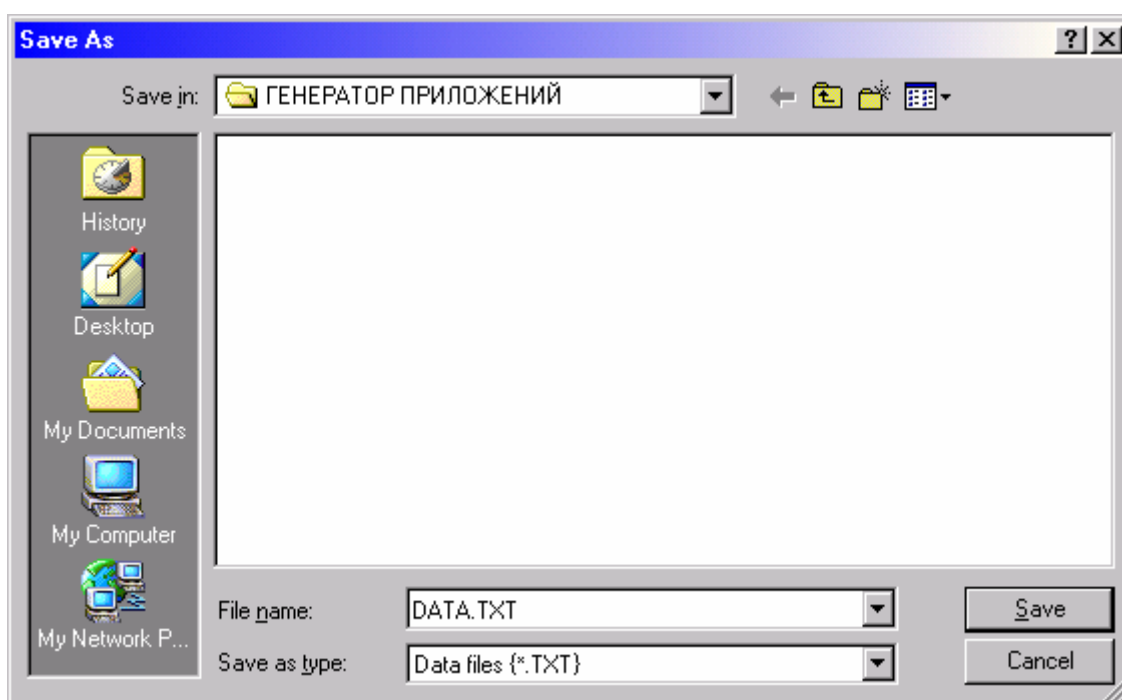 Save As
Save in: ГЕНЕРАТОР ПРИЛОЖЕНИЙ
History
Desktop
My Documents
My Computer
My Network P...
File name: DATA.TXT
Save
Save as type: Data files {*.TXT}
Cancel